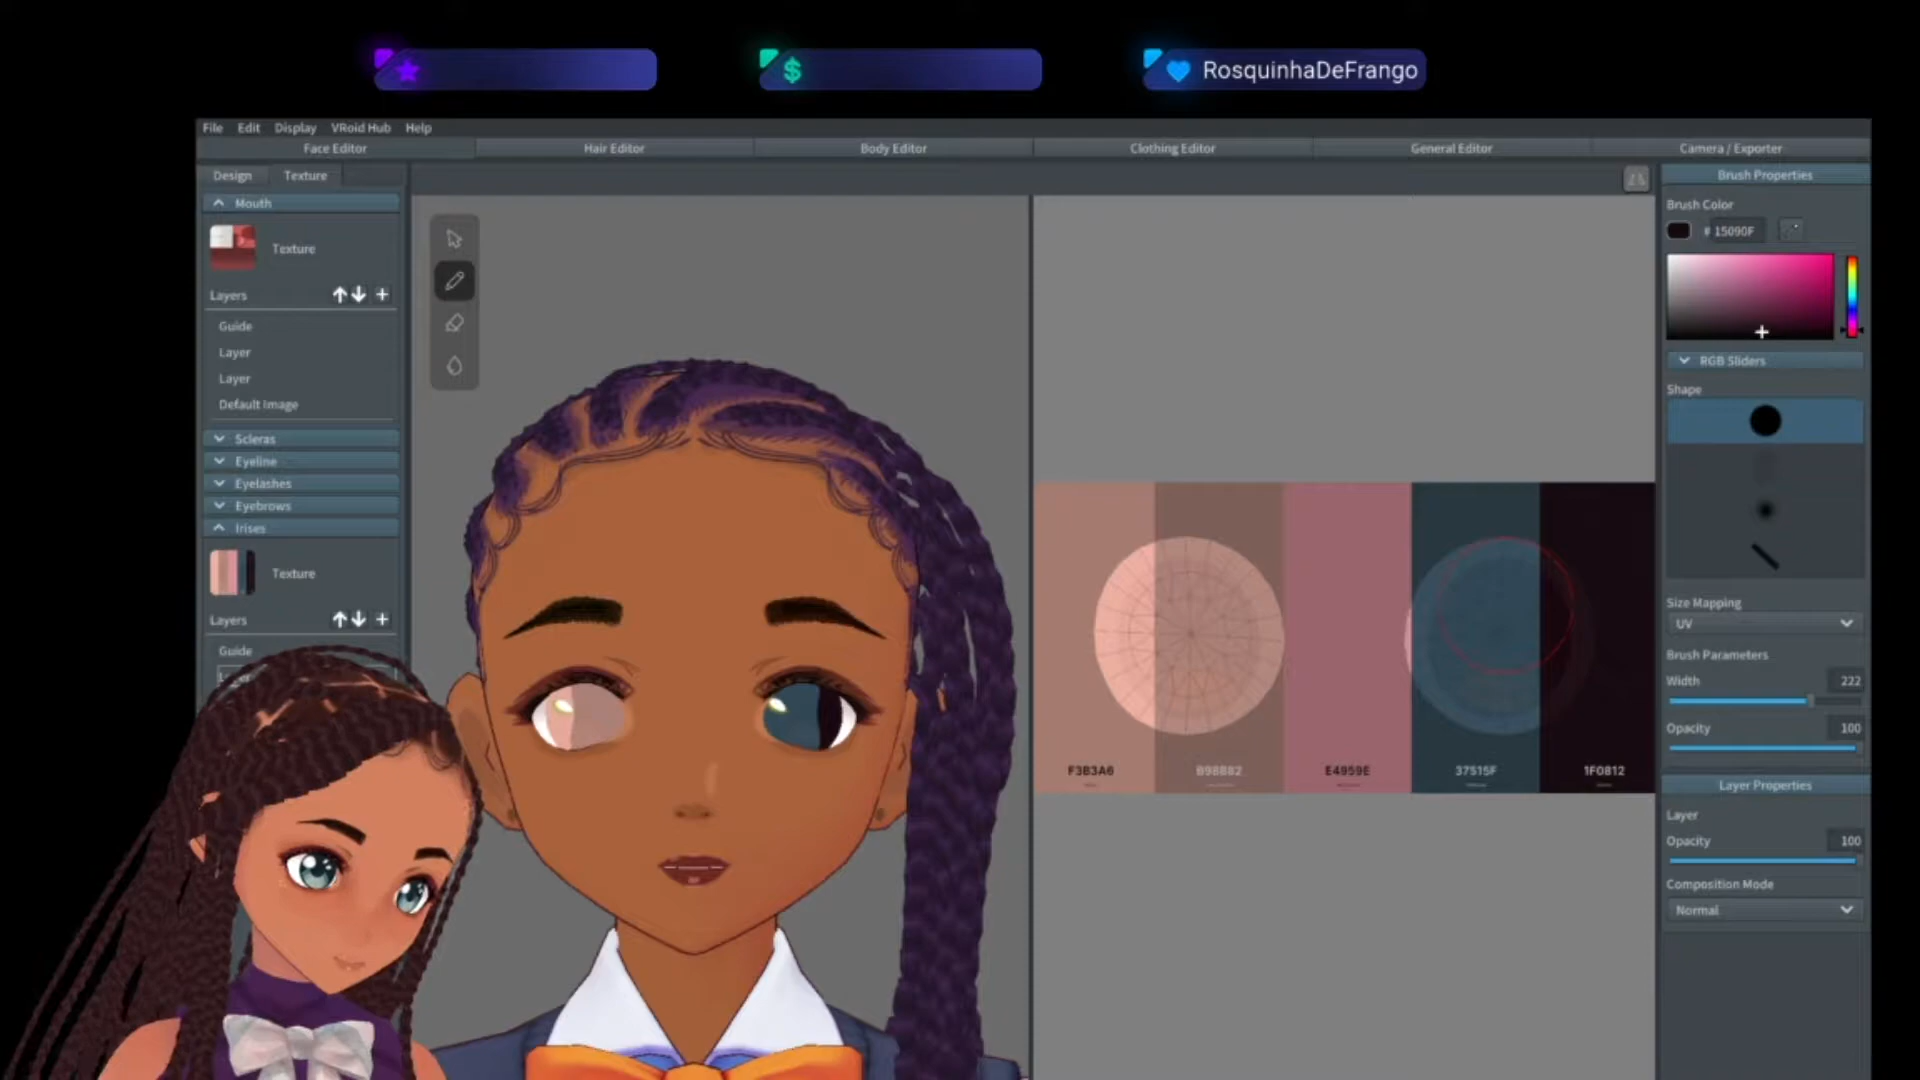 RosquinhaDeFrango
File Edit Display VRoid Hub Help
Face Editor Hair Editor Body Editor Clothing Editor General Editor Camera / Exporter
Design Texture
Mouth
Texture
Layers
Guide
Layer
Layer
Default Image
Scleras
Eyeline
Eyelashes
Eyebrows
Irises
Texture
Layers
Guide
F3B3A6 B98B82 E4959E 37515F 1F0812
Brush Properties
Brush Color
# 15090F
RGB Sliders
Shape
Size Mapping
UV
Brush Parameters
Width 222
Opacity 100
Layer Properties
Layer
Opacity 100
Composition Mode
Normal